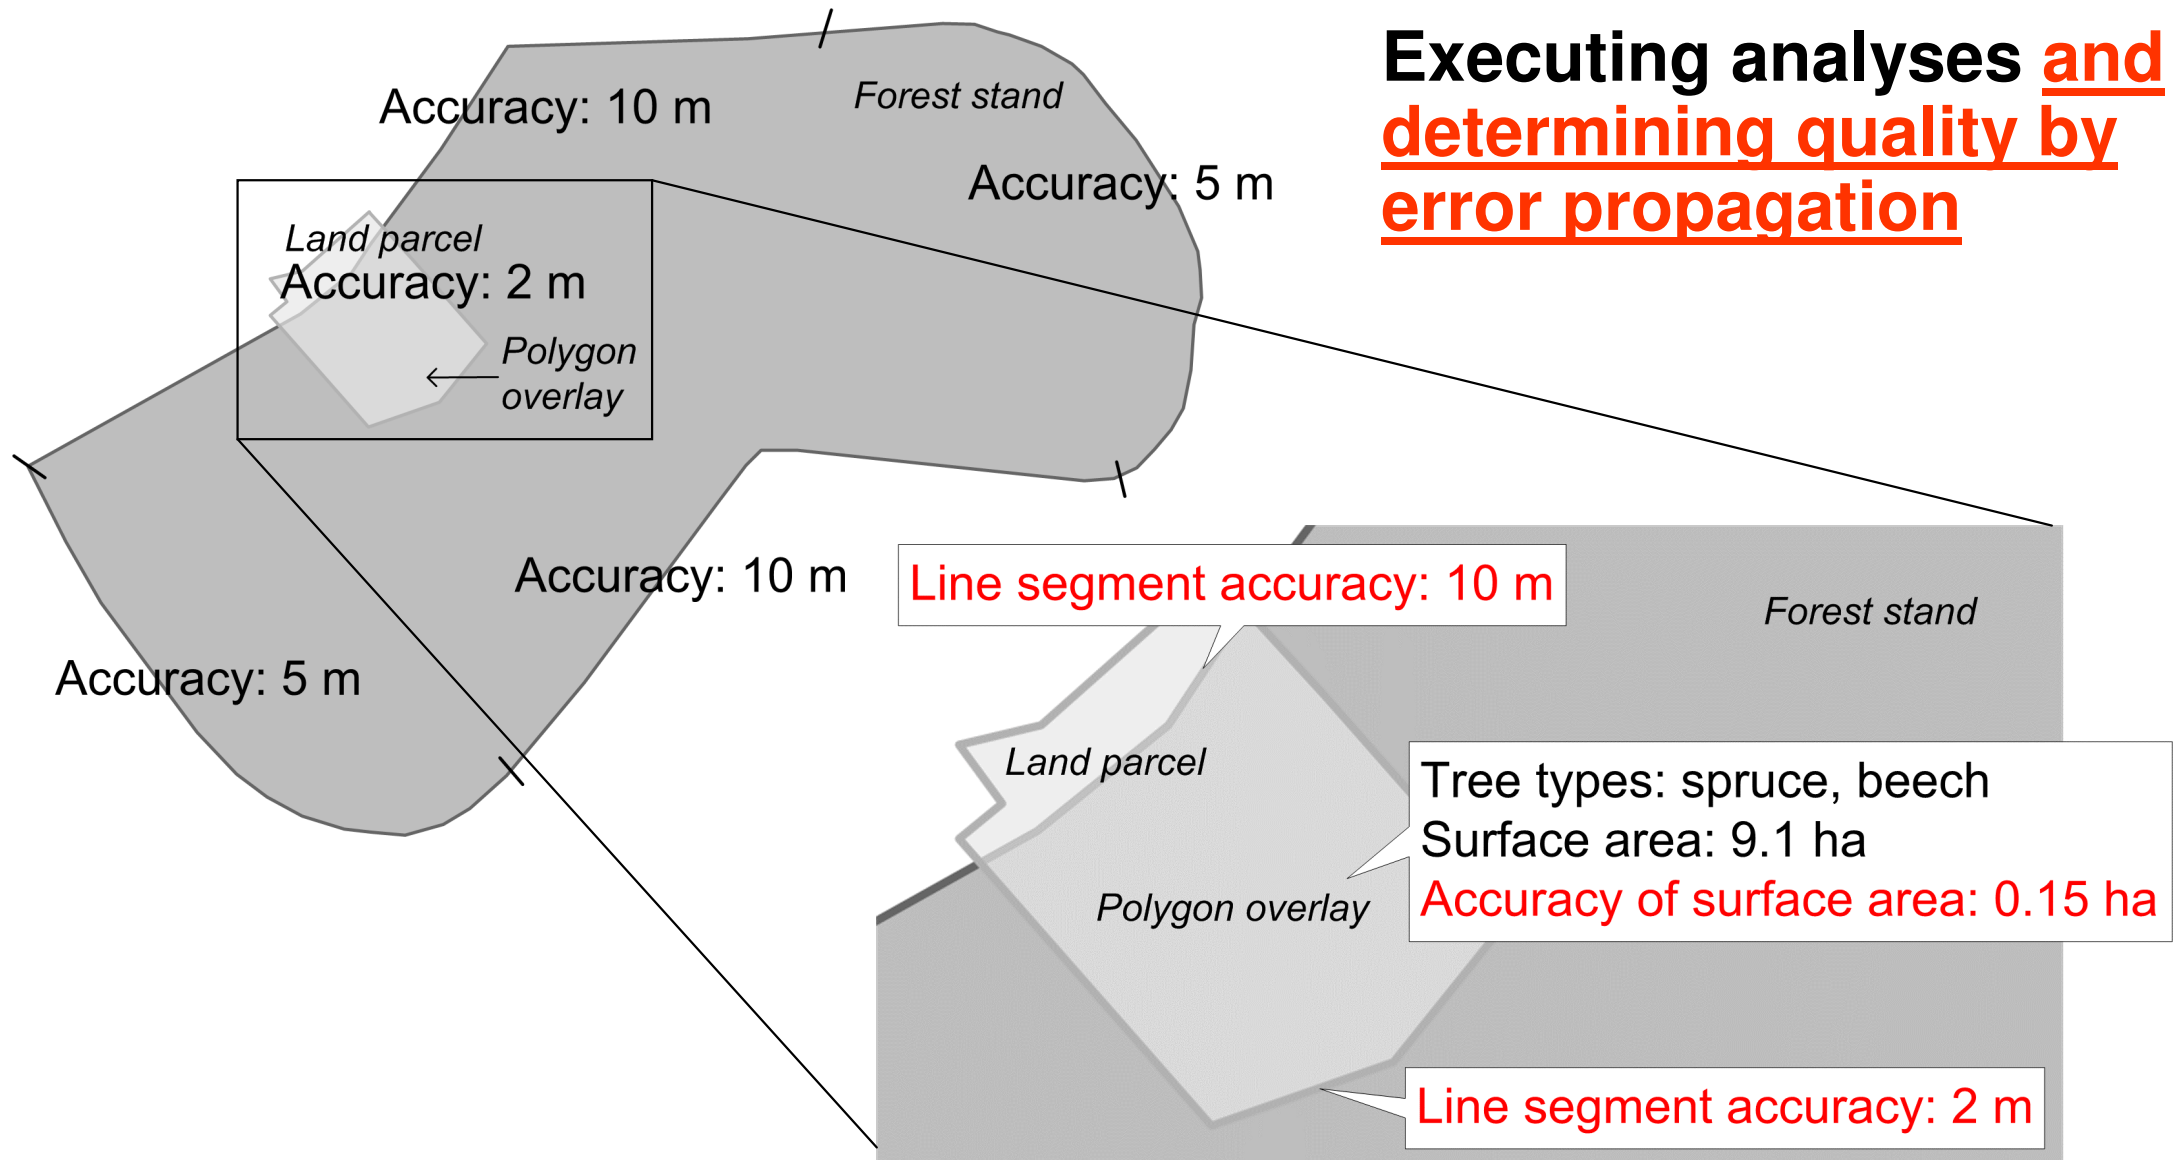 Executing analyses and
determining quality by
error propagation
Accuracy: 10 m
Forest stand
Accuracy: 5 m
Land parcel
Accuracy: 2 m
Polygon
overlay
Accuracy: 10 m
Accuracy: 5 m
Line segment accuracy: 10 m
Forest stand
Land parcel
Tree types: spruce, beech
Surface area: 9.1 ha
Accuracy of surface area: 0.15 ha
Polygon overlay
Line segment accuracy: 2 m